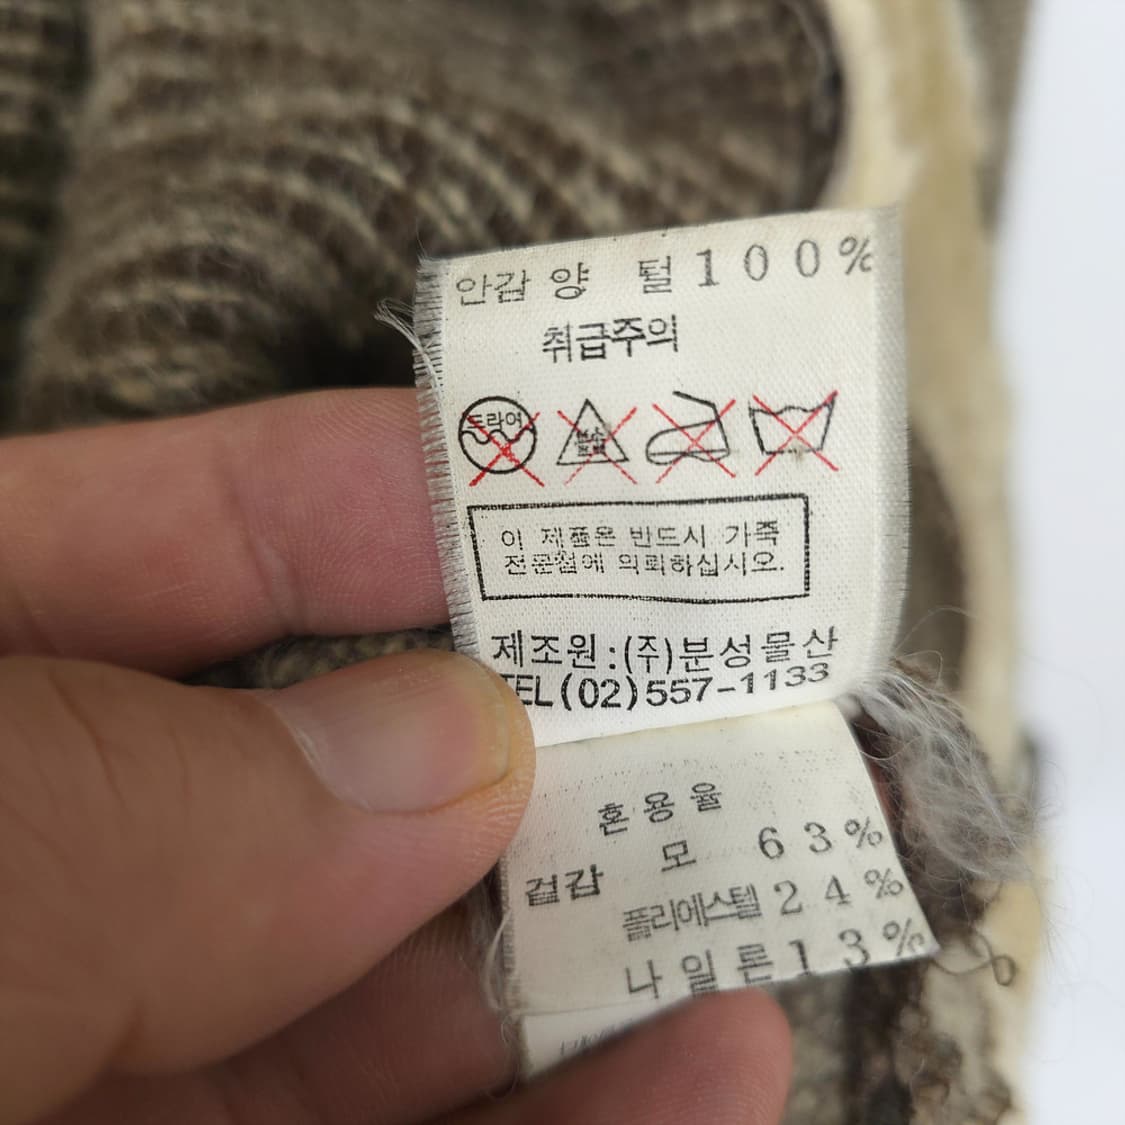 안감 양 털 100%
취급주의
드라이
이 제품은 반드시 가죽
전문점에 의뢰하십시오.
제조원:(주)분성물산
TEL(02)557-1133
혼용율
모 63%
겉감
폴리에스텔 24%
나일론 13%